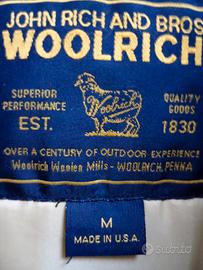 JOHN RICH AND BROS
WOOLRICH
SUPERIOR PERFORMANCE
QUALITY GOODS
Woolrich
EST. 1830
OVER A CENTURY OF OUTDOOR EXPERIENCE
Woolrich Woolen Mills - WOOLRICH, PENNA.
M
MADE IN U.S.A.
subito